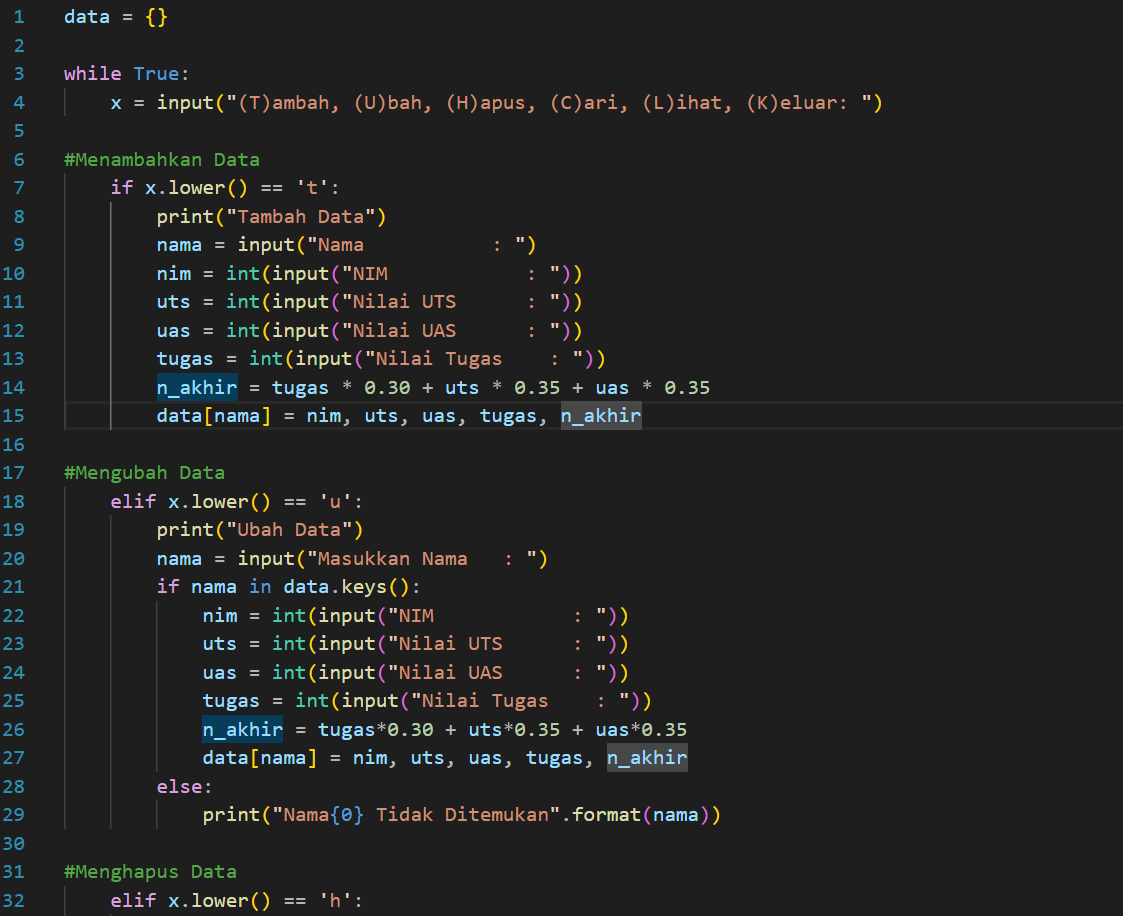 1 data = {}
2
3 while True:
4     x = input("(T)ambah, (U)bah, (H)apus, (C)ari, (L)ihat, (K)eluar: ")
5
6 #Menambahkan Data
7     if x.lower() == 't':
8         print("Tambah Data")
9         nama = input("Nama           : ")
10         nim = int(input("NIM            : "))
11         uts = int(input("Nilai UTS      : "))
12         uas = int(input("Nilai UAS      : "))
13         tugas = int(input("Nilai Tugas    : "))
14         n_akhir = tugas * 0.30 + uts * 0.35 + uas * 0.35
15         data[nama] = nim, uts, uas, tugas, n_akhir
16
17 #Mengubah Data
18     elif x.lower() == 'u':
19         print("Ubah Data")
20         nama = input("Masukkan Nama   : ")
21         if nama in data.keys():
22             nim = int(input("NIM            : "))
23             uts = int(input("Nilai UTS      : "))
24             uas = int(input("Nilai UAS      : "))
25             tugas = int(input("Nilai Tugas    : "))
26             n_akhir = tugas*0.30 + uts*0.35 + uas*0.35
27             data[nama] = nim, uts, uas, tugas, n_akhir
28         else:
29             print("Nama{0} Tidak Ditemukan".format(nama))
30
31 #Menghapus Data
32     elif x.lower() == 'h':